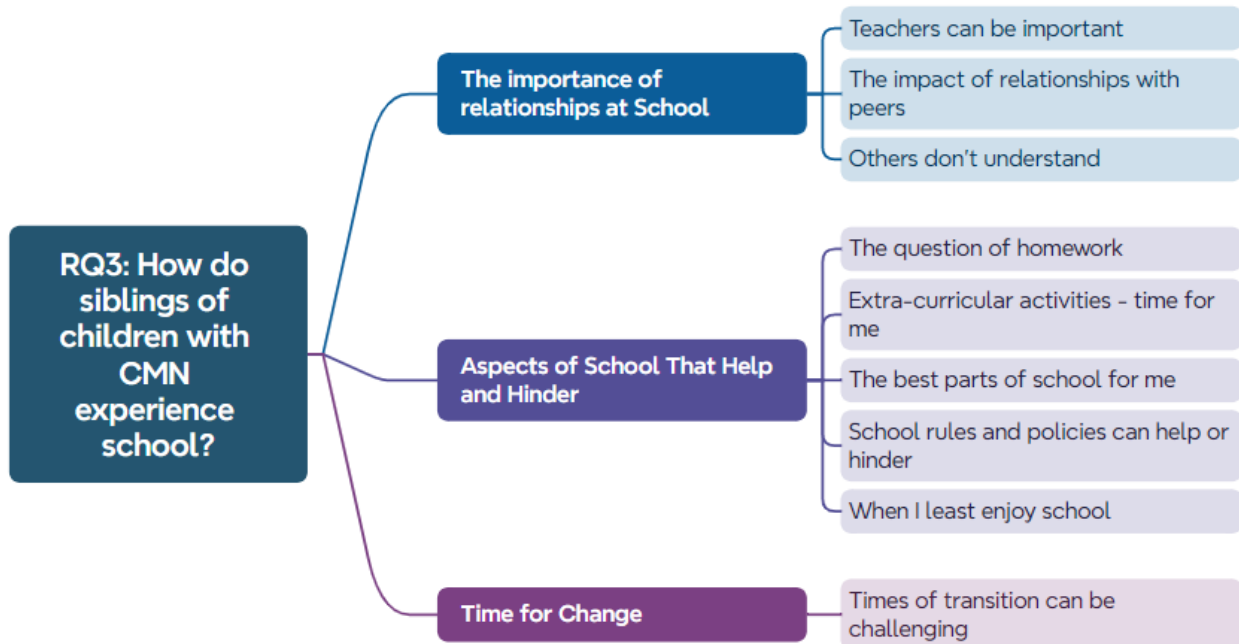 RQ3: How do
siblings of
children with
CMN
experience
school?
The importance of
relationships at School
Teachers can be important
The impact of relationships with
peers
Others don't understand
Aspects of School That Help
and Hinder
The question of homework
Extra-curricular activities - time for
me
The best parts of school for me
School rules and policies can help or
hinder
When I least enjoy school
Time for Change
Times of transition can be
challenging